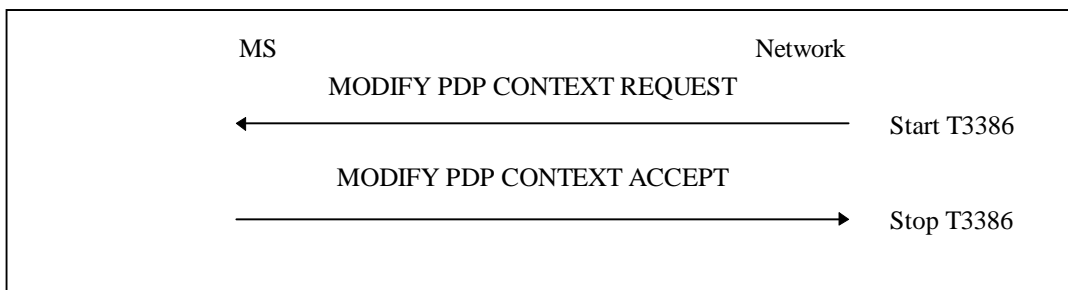 MS Network
MODIFY PDP CONTEXT REQUEST
Start T3386
MODIFY PDP CONTEXT ACCEPT
Stop T3386